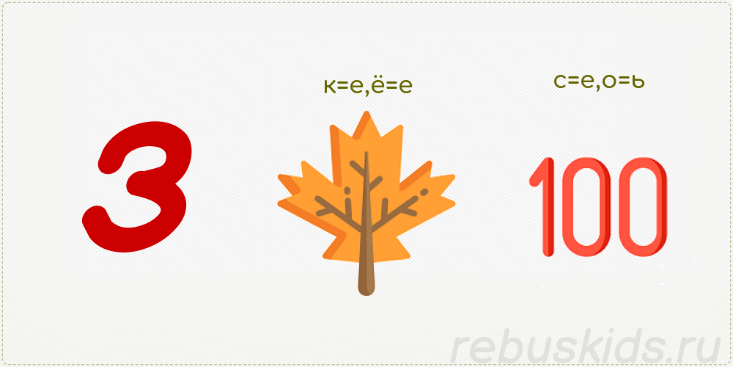 к=е,ё=е
с=е,о=ь
3
100
rebuskids.ru